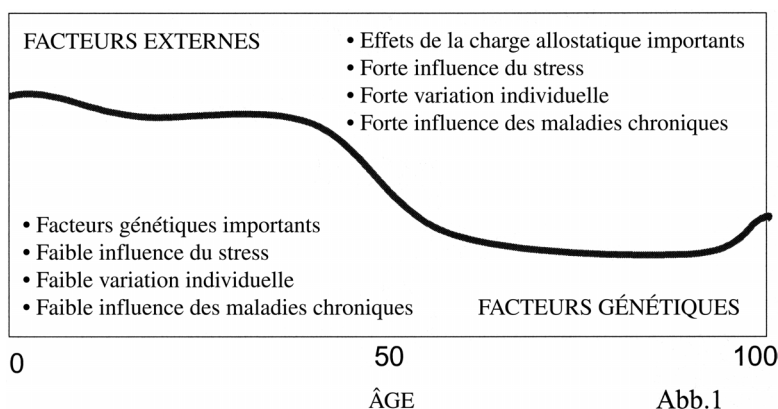 FACTEURS EXTERNES
• Effets de la charge allostatique importants
• Forte influence du stress
• Forte variation individuelle
• Forte influence des maladies chroniques
• Facteurs génétiques importants
• Faible influence du stress
• Faible variation individuelle
• Faible influence des maladies chroniques
FACTEURS GÉNÉTIQUES
0 50 100
ÂGE Abb.1